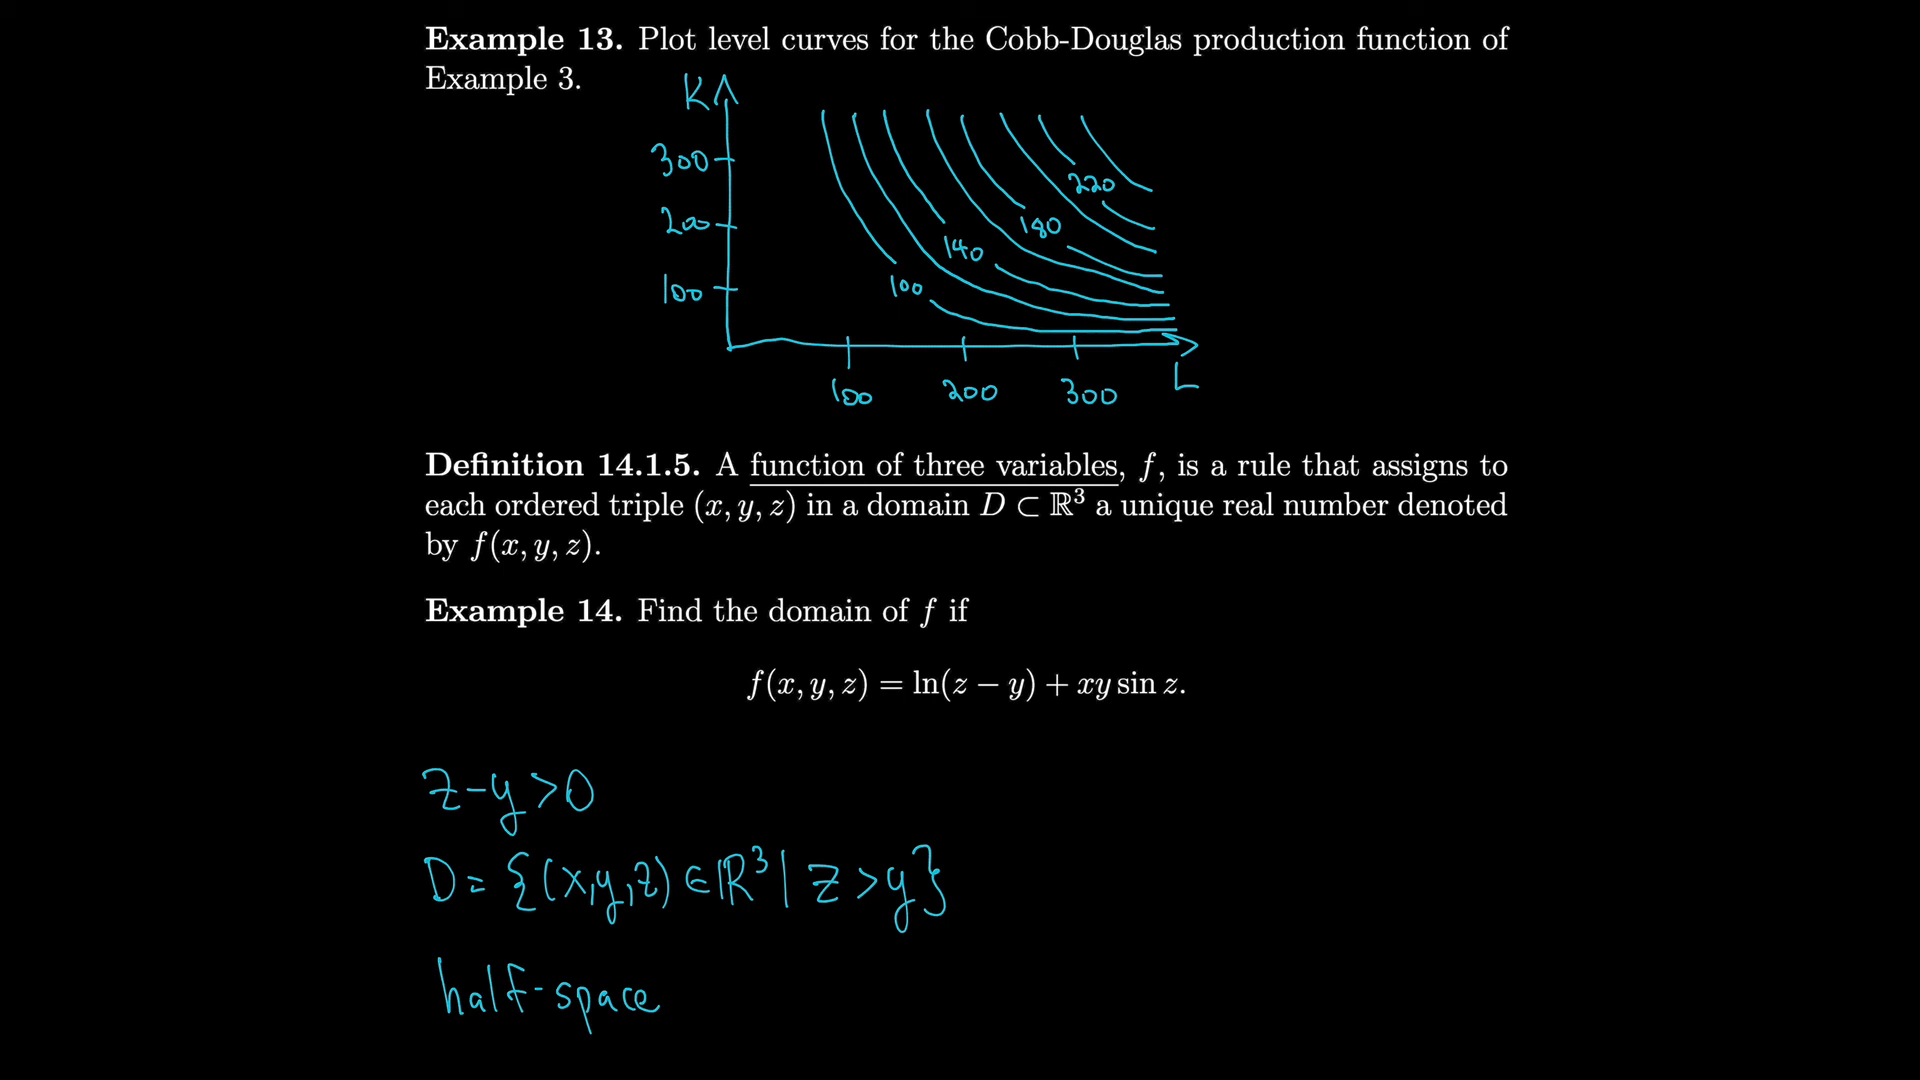 Example 13. Plot level curves for the Cobb-Douglas production function of
Example 3.
K
300
200
100
220
180
140
100
100 200 300
L
Definition 14.1.5. A function of three variables, f, is a rule that assigns to
each ordered triple (x, y, z) in a domain D ⊂ ℝ³ a unique real number denoted
by f(x, y, z).
Example 14. Find the domain of f if
f(x, y, z) = ln(z − y) + xy sin z.
z-y>0
D= {(x,y,z) ∈ ℝ³ | z >y}
half-space